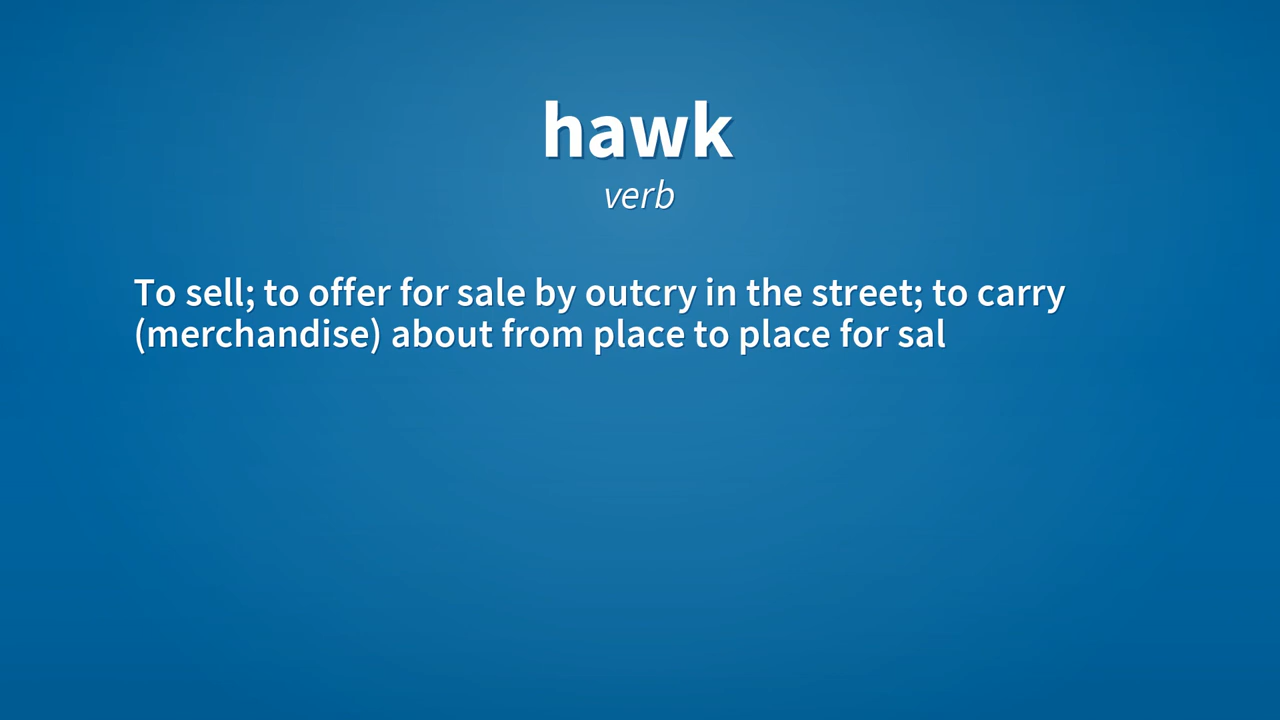 hawk
verb
To sell; to offer for sale by outcry in the street; to carry
(merchandise) about from place to place for sal